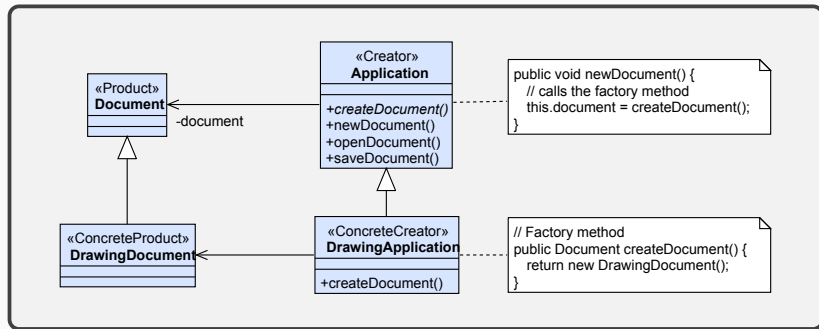 «Creator»
Application
+createDocument()
+newDocument()
+openDocument()
+saveDocument()
«Product»
Document
-document
public void newDocument() {
// calls the factory method
this.document = createDocument();
}
«ConcreteProduct»
DrawingDocument
«ConcreteCreator»
DrawingApplication
+createDocument()
// Factory method
public Document createDocument() {
return new DrawingDocument();
}